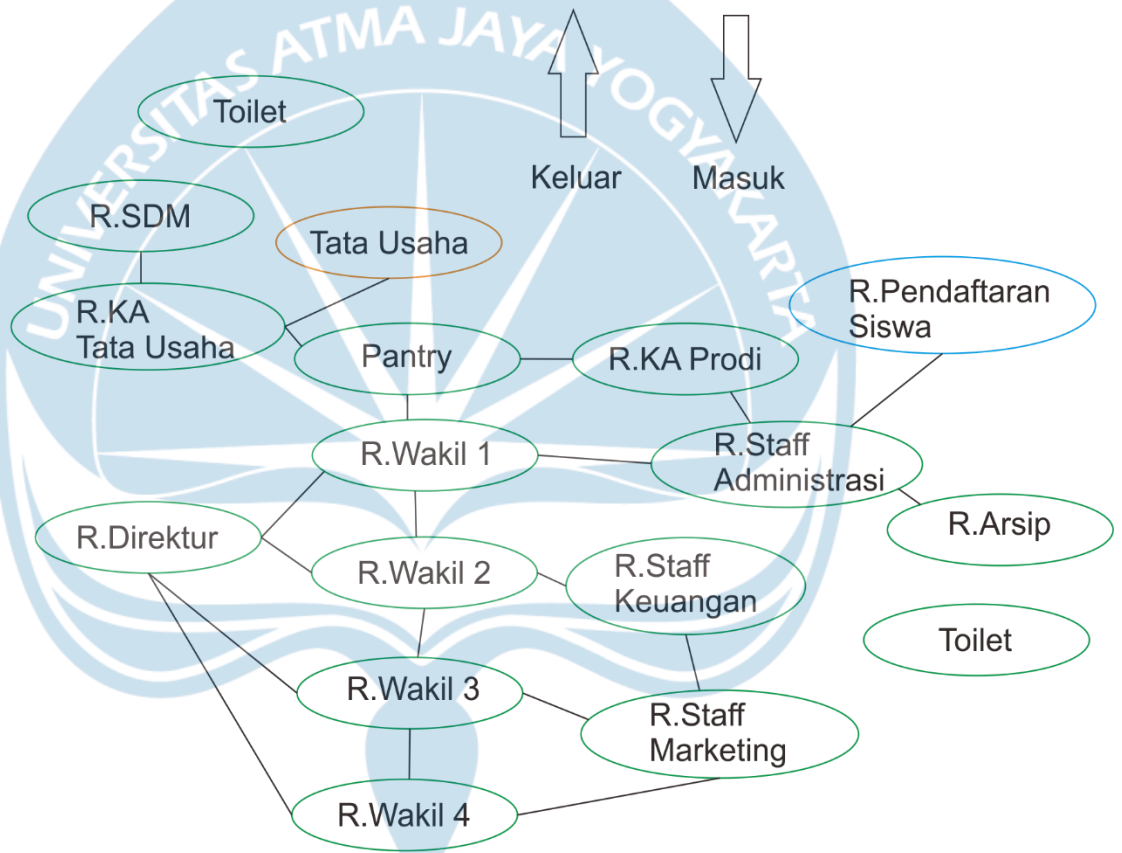 UNIVERSITAS ATMA JAYA YOGYAKARTA
Toilet
Keluar
Masuk
R.SDM
Tata Usaha
R.KA
Tata Usaha
Pantry
R.KA Prodi
R.Pendaftaran
Siswa
R.Wakil 1
R.Staff
Administrasi
R.Direktur
R.Arsip
R.Wakil 2
R.Staff
Keuangan
Toilet
R.Wakil 3
R.Staff
Marketing
R.Wakil 4